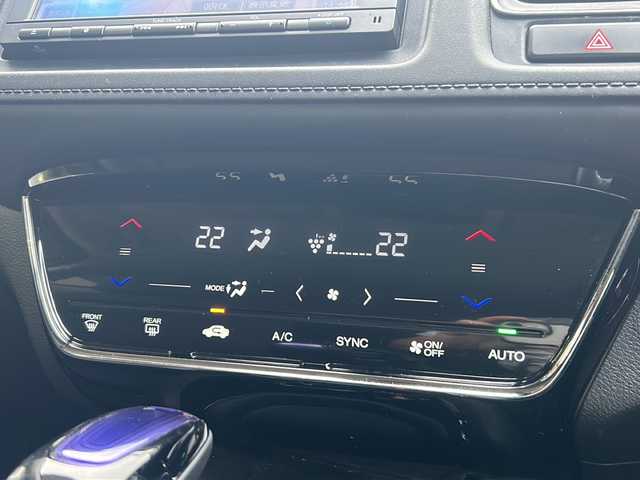 22 22
MODE
FRONT REAR
A/C SYNC ON/OFF AUTO